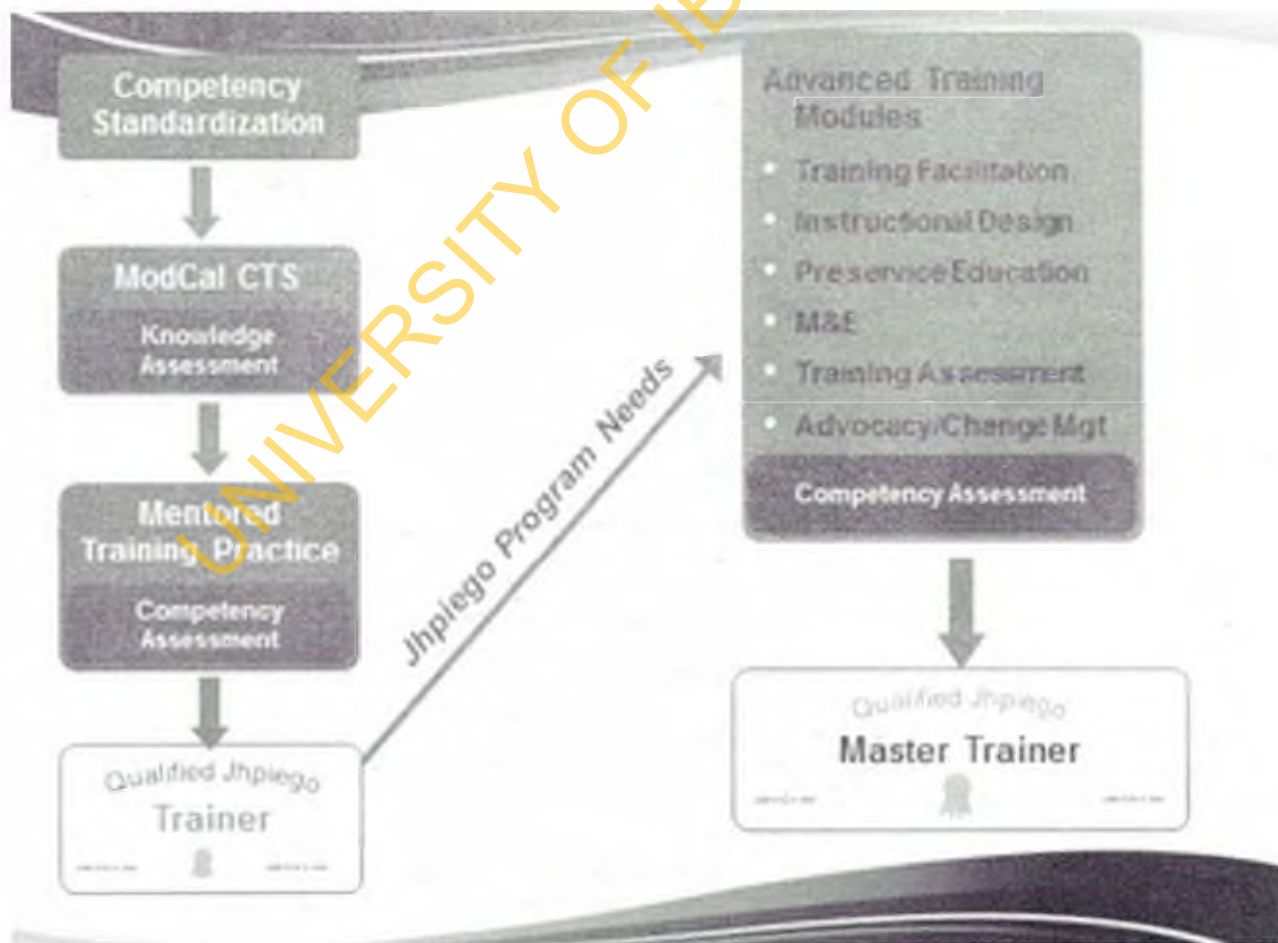 Competency
Standardization
ModCal CTS
Knowledge
Assessment
Mentored
Training Practice
Competency
Assessment
Qualified Jhpiego
Trainer
Jhpiego Program Needs
Advanced Training
Modules
• Training Facilitation
• Instructional Design
• Preservice Education
• M&E
• Training Assessment
• Advocacy/Change Mgt
Competency Assessment
Qualified Jhpiego
Master Trainer
UNIVERSITY OF IB